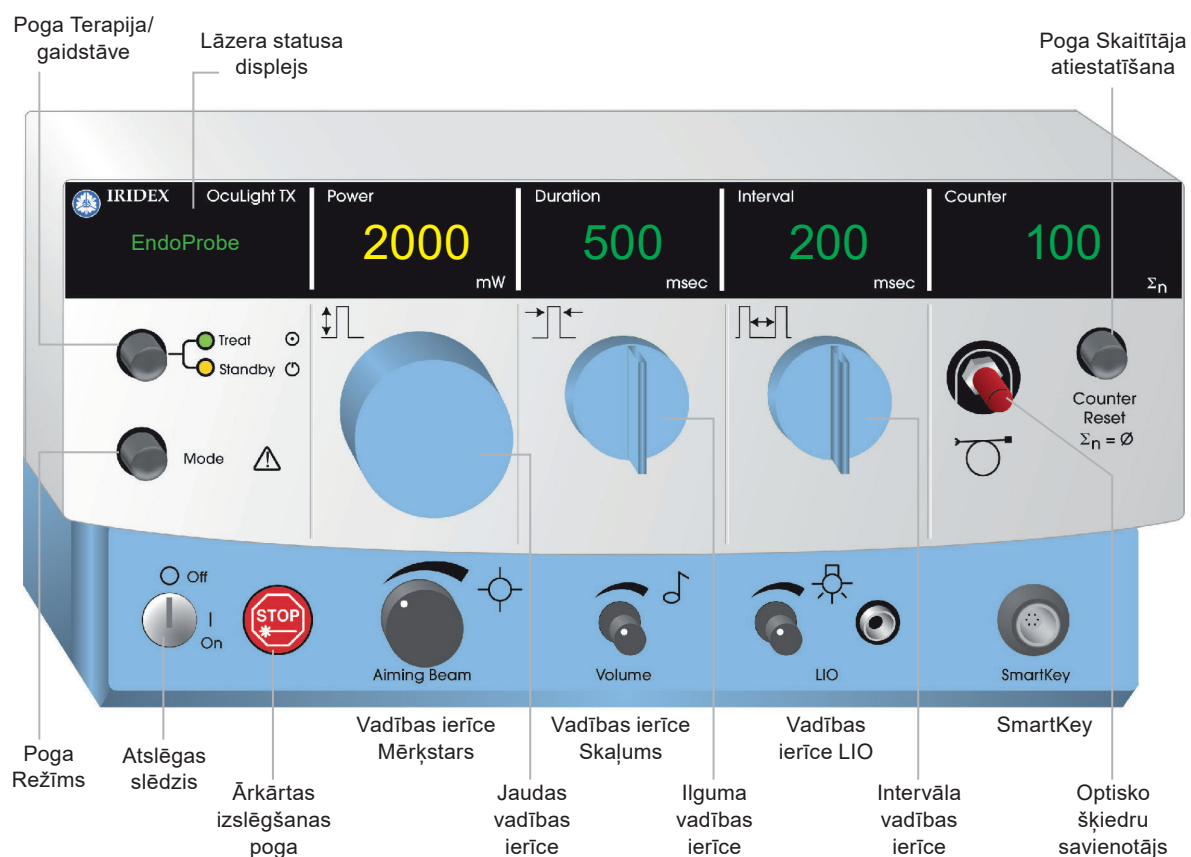 Poga Terapija/
gaidstāve
Lāzera statusa
displejs
Poga Skaitītāja
atiestatīšana
IRIDEX OcuLight TX
EndoProbe
Power
2000
mW
Duration
500
msec
Interval
200
msec
Counter
100
Σn
Treat
Standby
Mode
Counter
Reset
Σn = Ø
Off
On
STOP
Aiming Beam
Volume
LIO
SmartKey
Poga
Režīms
Atslēgas
slēdzis
Ārkārtas
izslēgšanas
poga
Vadības ierīce
Mērķstars
Jaudas
vadības
ierīce
Vadības ierīce
Skaļums
Ilguma
vadības
ierīce
Vadības
ierīce LIO
Intervāla
vadības
ierīce
SmartKey
Optisko
šķiedru
savienotājs